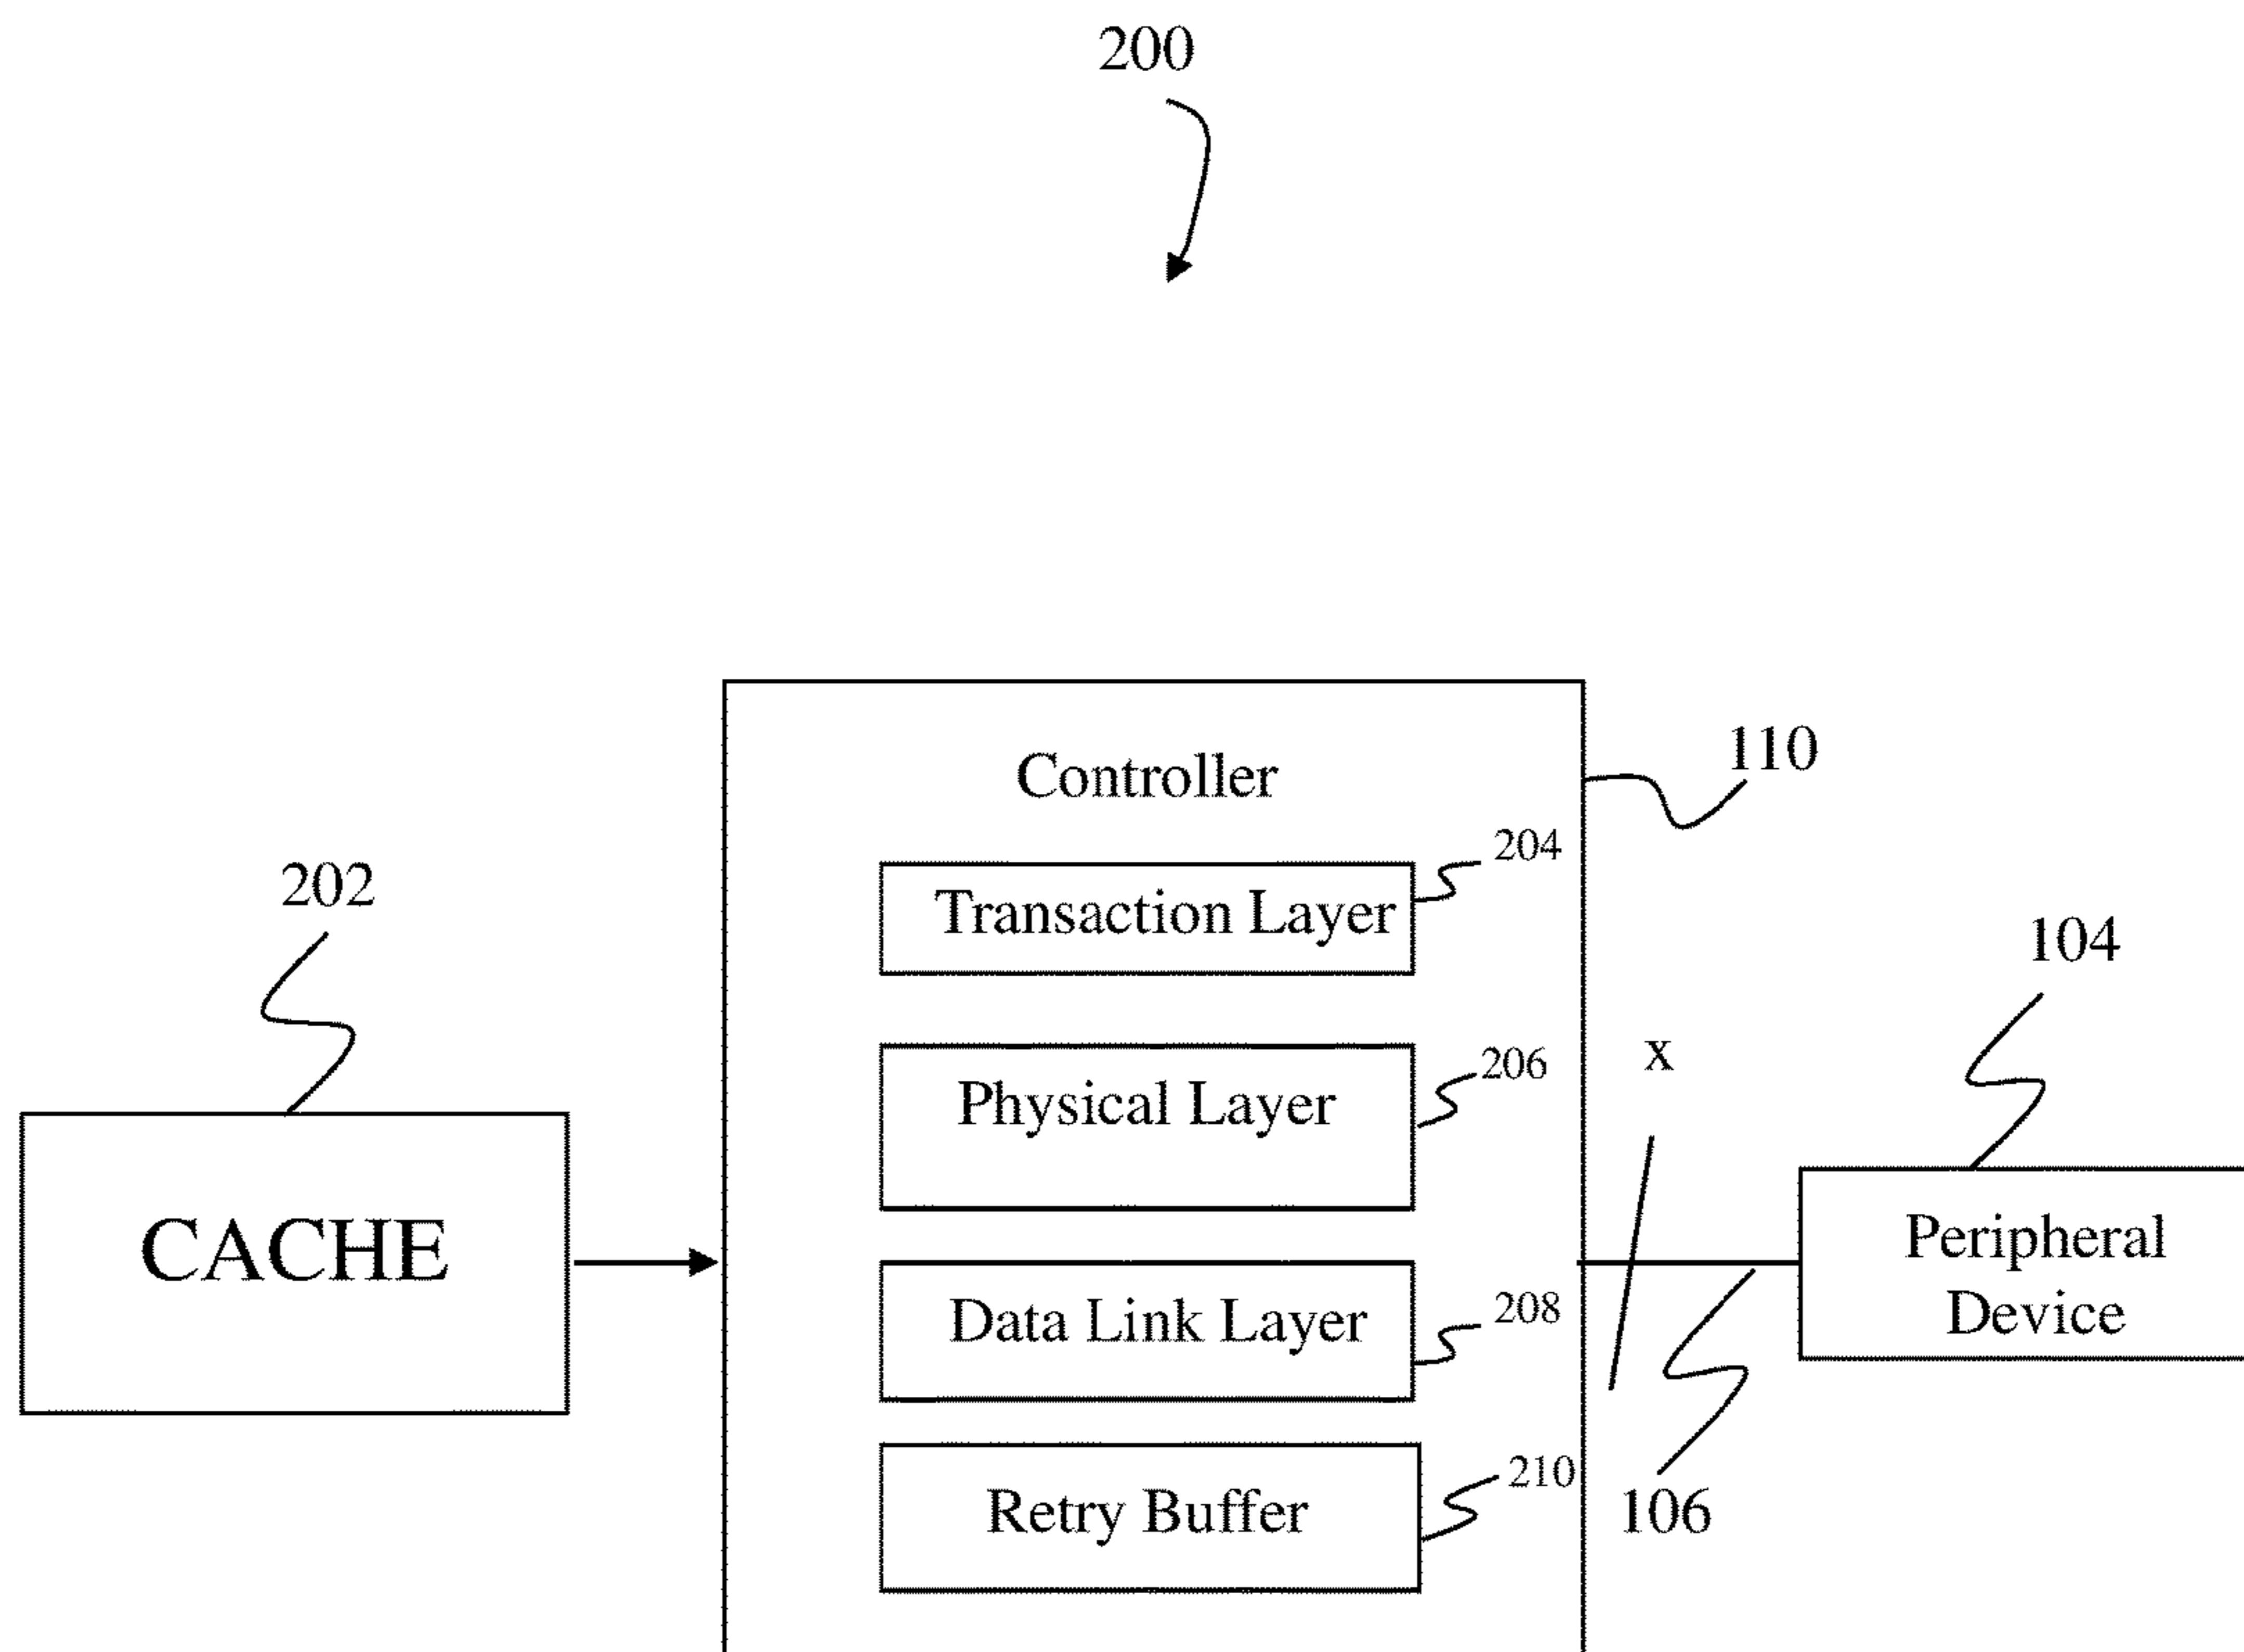 200
Controller
110
204
Transaction Layer
202
104
206
x
Physical Layer
CACHE
Peripheral
Device
208
Data Link Layer
210
Retry Buffer
106